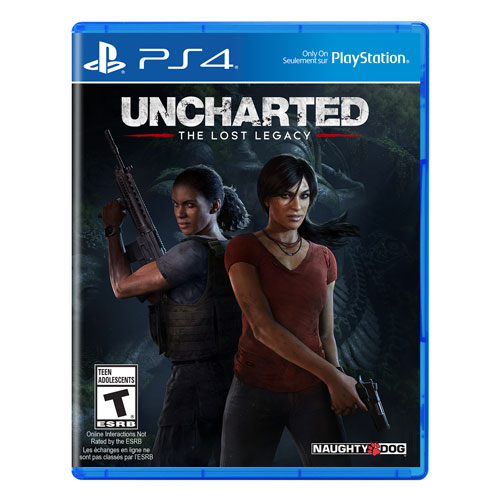 PS4
Only On
Seulement sur PlayStation
UNCHARTED
THE LOST LEGACY
TEEN
ADOLESCENTS
T
ESRB
Online Interactions Not
Rated by the ESRB
Les échanges en ligne ne
sont pas classés par l'ESRB
NAUGHTY DOG